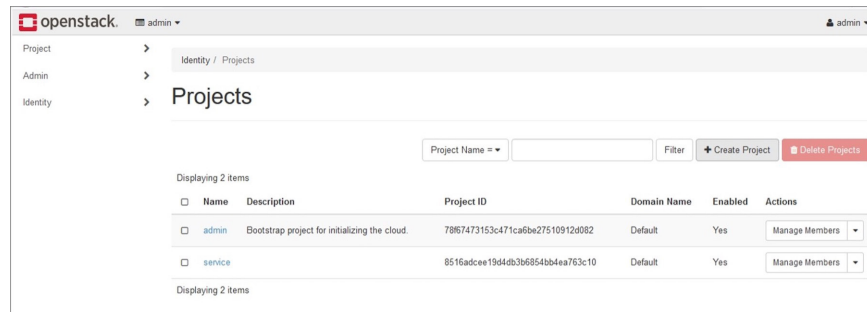 openstack. admin admin
Project
Admin
Identity
Identity / Projects
Projects
Project Name = Filter + Create Project Delete Projects
Displaying 2 items
Name Description Project ID Domain Name Enabled Actions
admin Bootstrap project for initializing the cloud. 78f67473153c471ca6be27510912d082 Default Yes Manage Members
service 8516adcee19d4db3b6854bb4ea763c10 Default Yes Manage Members
Displaying 2 items